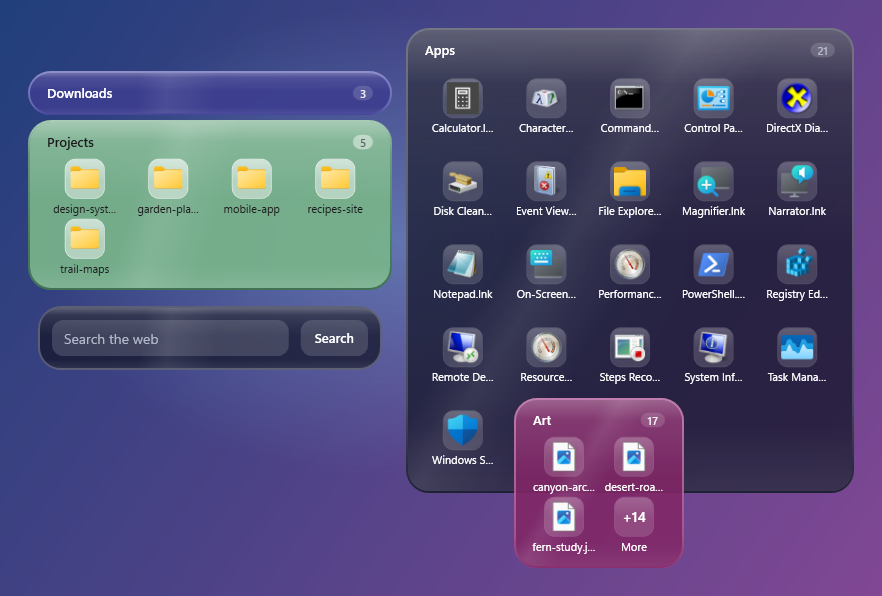 Downloads
3
Projects
5
design-syst...
garden-pla...
mobile-app
recipes-site
trail-maps
Search the web
Search
Apps
21
Calculator.l...
Character...
Command...
Control Pa...
DirectX Dia...
Disk Clean...
Event View...
File Explore...
Magnifier.lnk
Narrator.lnk
Notepad.lnk
On-Screen...
Performanc...
PowerShell....
Registry Ed...
Remote De...
Resource...
Steps Reco...
System Inf...
Task Mana...
Windows S...
Art
17
canyon-arc...
desert-roa...
fern-study.j...
+14
More